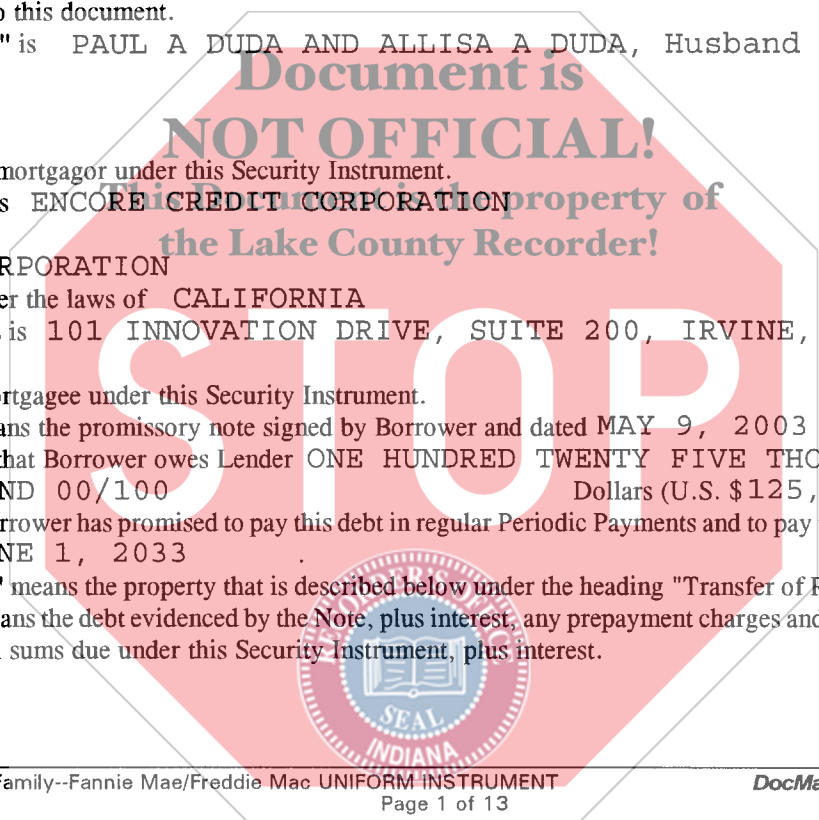 o this document.
" is PAUL A DUDA AND ALLISA A DUDA, Husband
Document is
NOT OFFICIAL!
mortgagor under this Security Instrument.
This Document is the property of
s ENCORE CREDIT CORPORATION
the Lake County Recorder!
RPORATION
er the laws of CALIFORNIA
is 101 INNOVATION DRIVE, SUITE 200, IRVINE,
STOP
rtgagee under this Security Instrument.
ans the promissory note signed by Borrower and dated MAY 9, 2003
that Borrower owes Lender ONE HUNDRED TWENTY FIVE THO
ND 00/100 Dollars (U.S. $125,
rrower has promised to pay this debt in regular Periodic Payments and to pay
NE 1, 2033 .
" means the property that is described below under the heading "Transfer of R
ans the debt evidenced by the Note, plus interest, any prepayment charges and
sums due under this Security Instrument, plus interest.
RECORDER'S OFFICE
SEAL
INDIANA
Family--Fannie Mae/Freddie Mac UNIFORM INSTRUMENT DocMa
Page 1 of 13